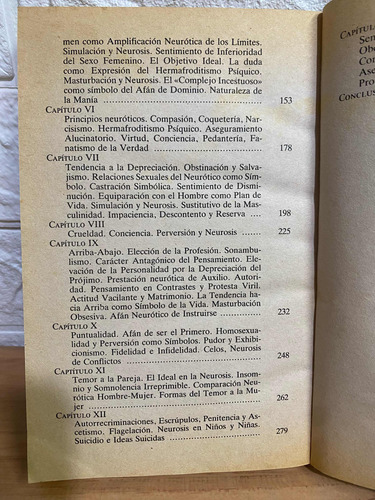 men como Amplificación Neurótica de los Límites.
Simulación y Neurosis. Sentimiento de Inferioridad
del Sexo Femenino. El Objetivo Ideal. La duda
como Expresión del Hermafroditismo Psíquico.
Masturbación y Neurosis. El «Complejo Incestuoso»
como símbolo del Afán de Dominio. Naturaleza de
la Manía .... 153
CAPÍTULO VI
Principios neuróticos. Compasión, Coquetería, Nar-
cisismo. Hermafroditismo Psíquico. Aseguramiento
Alucinatorio. Virtud, Conciencia, Pedantería, Fa-
natismo de la Verdad .... 178
CAPÍTULO VII
Tendencia a la Depreciación. Obstinación y Salva-
jismo. Relaciones Sexuales del Neurótico como Sím-
bolo. Castración Simbólica. Sentimiento de Dismi-
nución. Equiparación con el Hombre como Plan de
Vida. Simulación y Neurosis. Sustitutivo de la Mas-
culinidad. Impaciencia, Descontento y Reserva .... 198
CAPÍTULO VIII
Crueldad. Conciencia. Perversión y Neurosis .... 225
CAPÍTULO IX
Arriba-Abajo. Elección de la Profesión. Sonambu-
lismo. Carácter Antagónico del Pensamiento. Ele-
vación de la Personalidad por la Depreciación del
Prójimo. Prestación neurótica de Auxilio. Autori-
dad. Pensamiento en Contrastes y Protesta Viril.
Actitud Vacilante y Matrimonio. La Tendencia ha-
cia Arriba como Símbolo de la Vida. Masturbación
Obsesiva. Afán Neurótico de Instruirse .... 232
CAPÍTULO X
Puntualidad. Afán de ser el Primero. Homosexuali-
dad y Perversión como Símbolos. Pudor y Exhibi-
cionismo. Fidelidad e Infidelidad. Celos, Neurosis
de Conflictos .... 248
CAPÍTULO XI
Temor a la Pareja. El Ideal en la Neurosis. Insom-
nio y Somnolencia Irreprimible. Comparación Neu-
rótica Hombre-Mujer. Formas del Temor a la Mu-
jer .... 262
CAPÍTULO XII
Autorrecriminaciones, Escrúpulos, Penitencia y As-
cetismo. Flagelación. Neurosis en Niños y Niñas.
Suicidio e Ideas Suicidas .... 279
CAPÍTULO
Sen
Obe
Con
Ase
Pro
CONCLUS